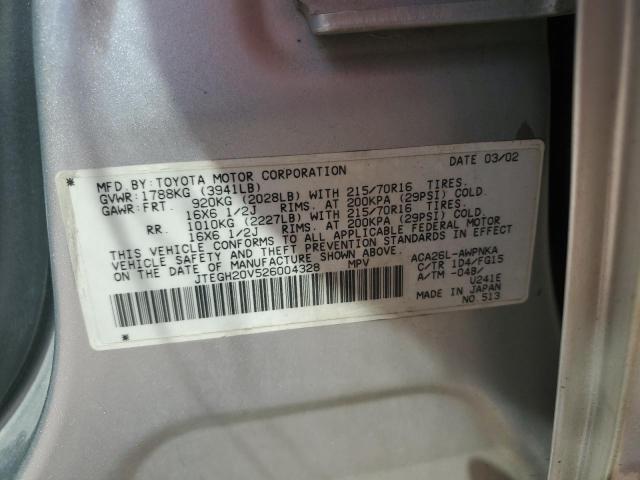 MFD. BY: TOYOTA MOTOR CORPORATION DATE 03/02
GVWR: 1788KG (3941LB)
GAWR: FRT. 920KG (2028LB) WITH 215/70R16 TIRES.
16X6 1/2J RIMS. AT 200KPA (29PSI) COLD.
RR. 1010KG (2227LB) WITH 215/70R16 TIRES.
16X6 1/2J RIMS. AT 200KPA (29PSI) COLD.
THIS VEHICLE CONFORMS TO ALL APPLICABLE FEDERAL MOTOR
VEHICLE SAFETY AND THEFT PREVENTION STANDARDS IN EFFECT
ON THE DATE OF MANUFACTURE SHOWN ABOVE.
JTEGH20V526004328 MPV
ACA26L-AWPNKA
C/TR 1D4/FG15
A/TM -04B/
U241E
MADE IN JAPAN
NO.513